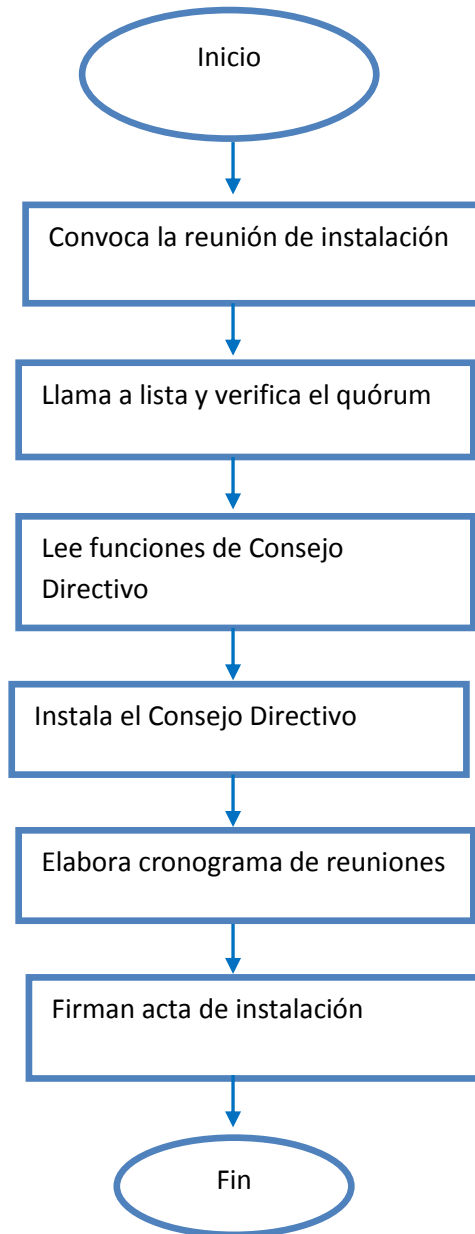 Inicio
Convoca la reunión de instalación
Llama a lista y verifica el quórum
Lee funciones de Consejo
Directivo
Instala el Consejo Directivo
Elabora cronograma de reuniones
Firman acta de instalación
Fin